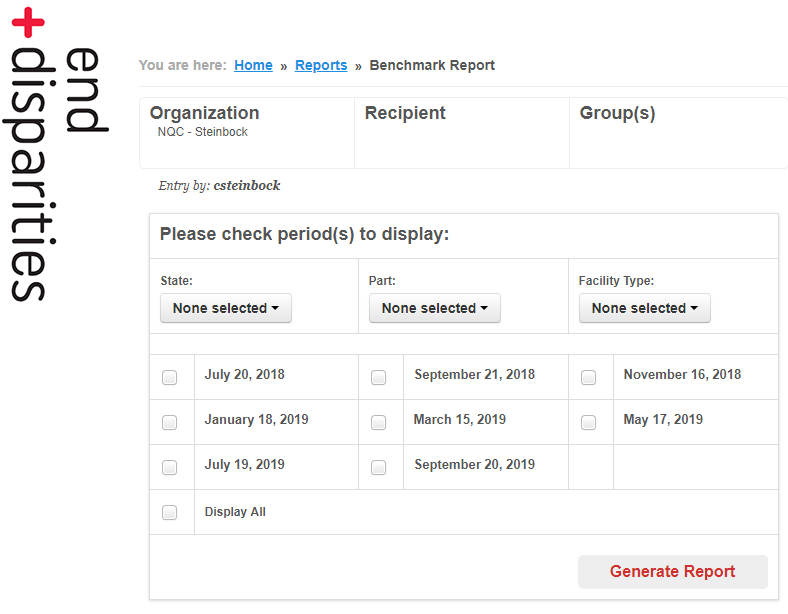 end
+disparities
You are here: Home » Reports » Benchmark Report
Organization Recipient Group(s)
NQC - Steinbock
Entry by: csteinbock
Please check period(s) to display:
State: Part: Facility Type:
None selected None selected None selected
July 20, 2018 September 21, 2018 November 16, 2018
January 18, 2019 March 15, 2019 May 17, 2019
July 19, 2019 September 20, 2019
Display All
Generate Report